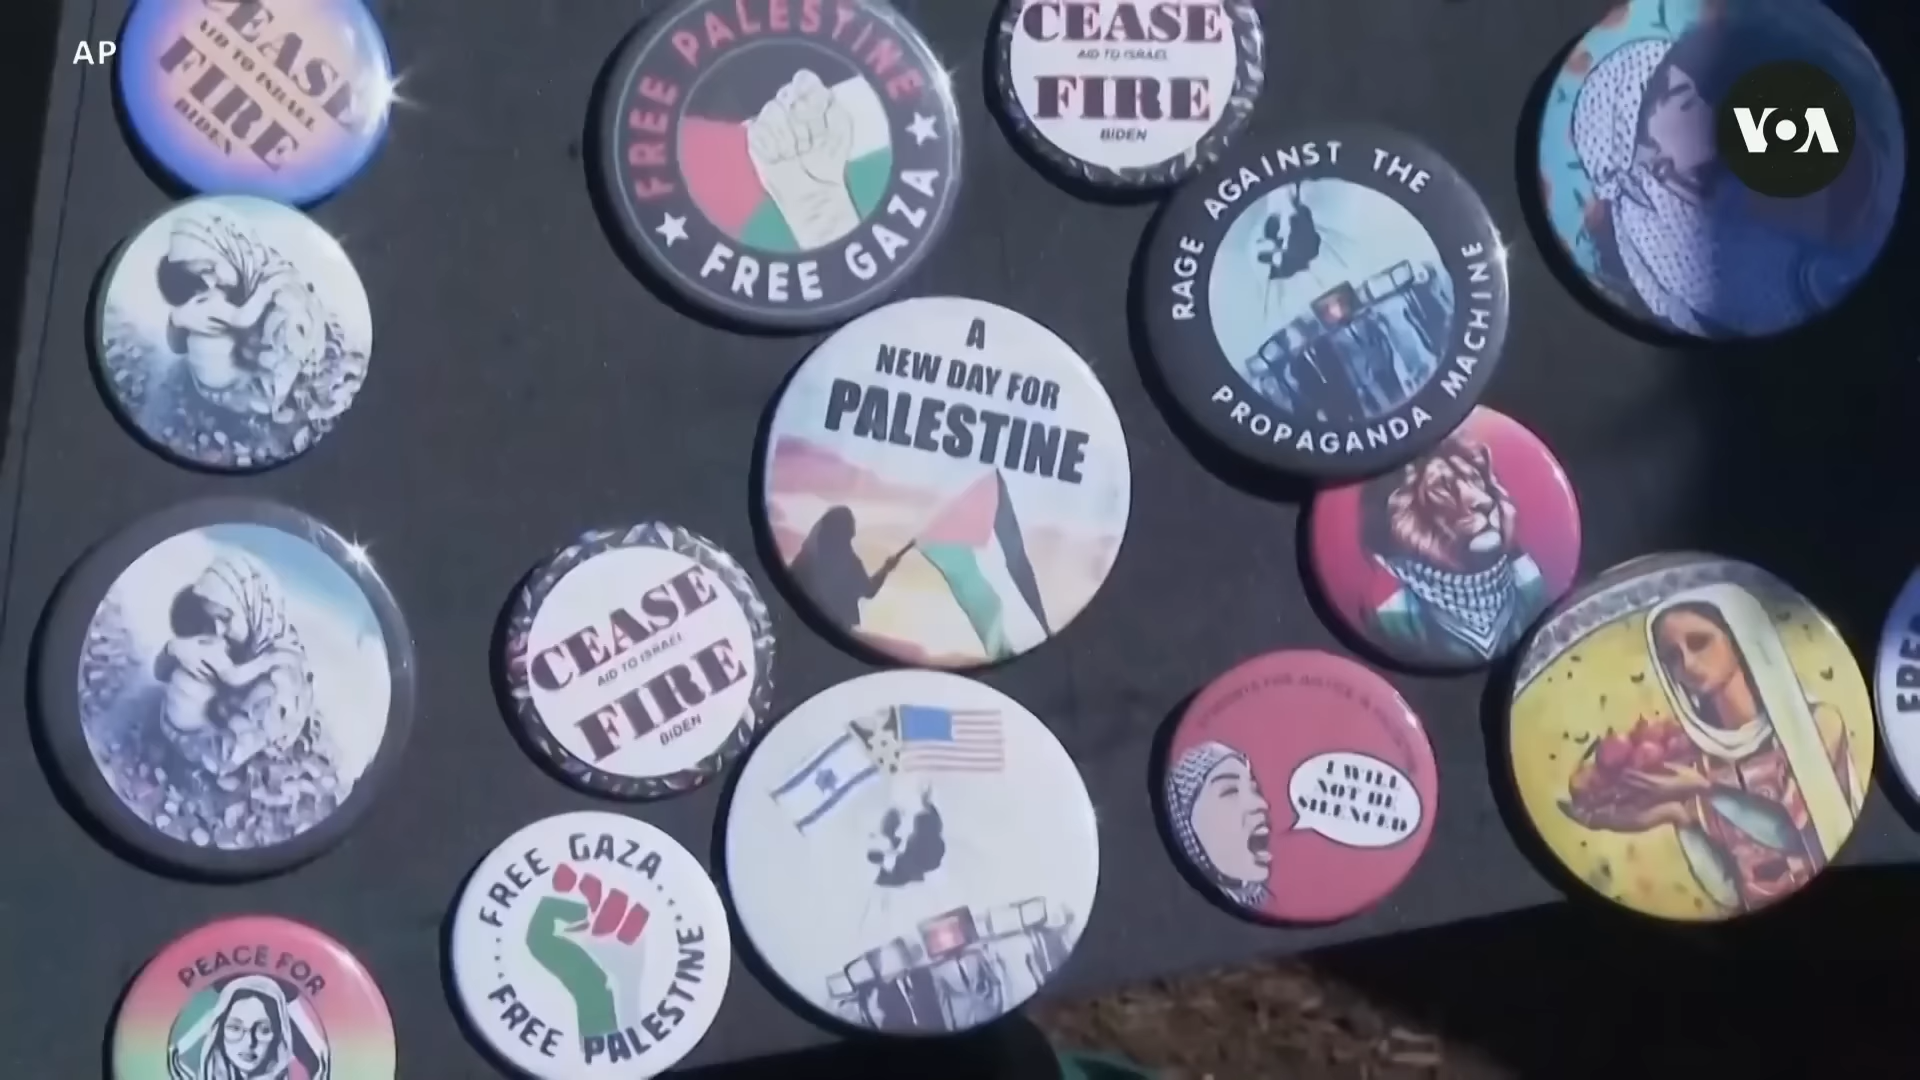 AP
CEASE
AID TO ISRAEL
FIRE
BIDEN
FREE PALESTINE
FREE GAZA
CEASE
AID TO ISRAEL
FIRE
BIDEN
VOA
RAGE AGAINST THE
PROPAGANDA MACHINE
A
NEW DAY FOR
PALESTINE
CEASE
AID TO ISRAEL
FIRE
BIDEN
I WILL
NOT BE
SILENCED
FREE GAZA....
...FREE PALESTINE
PEACE FOR